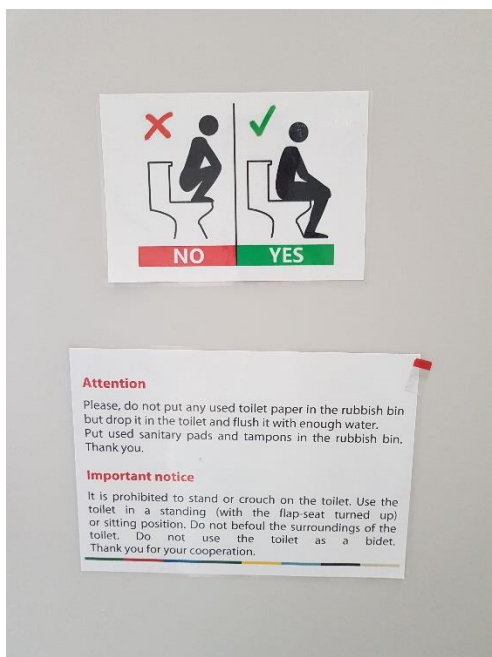 NO YES
Attention
Please, do not put any used toilet paper in the rubbish bin
but drop it in the toilet and flush it with enough water.
Put used sanitary pads and tampons in the rubbish bin.
Thank you.
Important notice
It is prohibited to stand or crouch on the toilet. Use the
toilet in a standing (with the flap-seat turned up)
or sitting position. Do not befoul the surroundings of the
toilet. Do not use the toilet as a bidet.
Thank you for your cooperation.